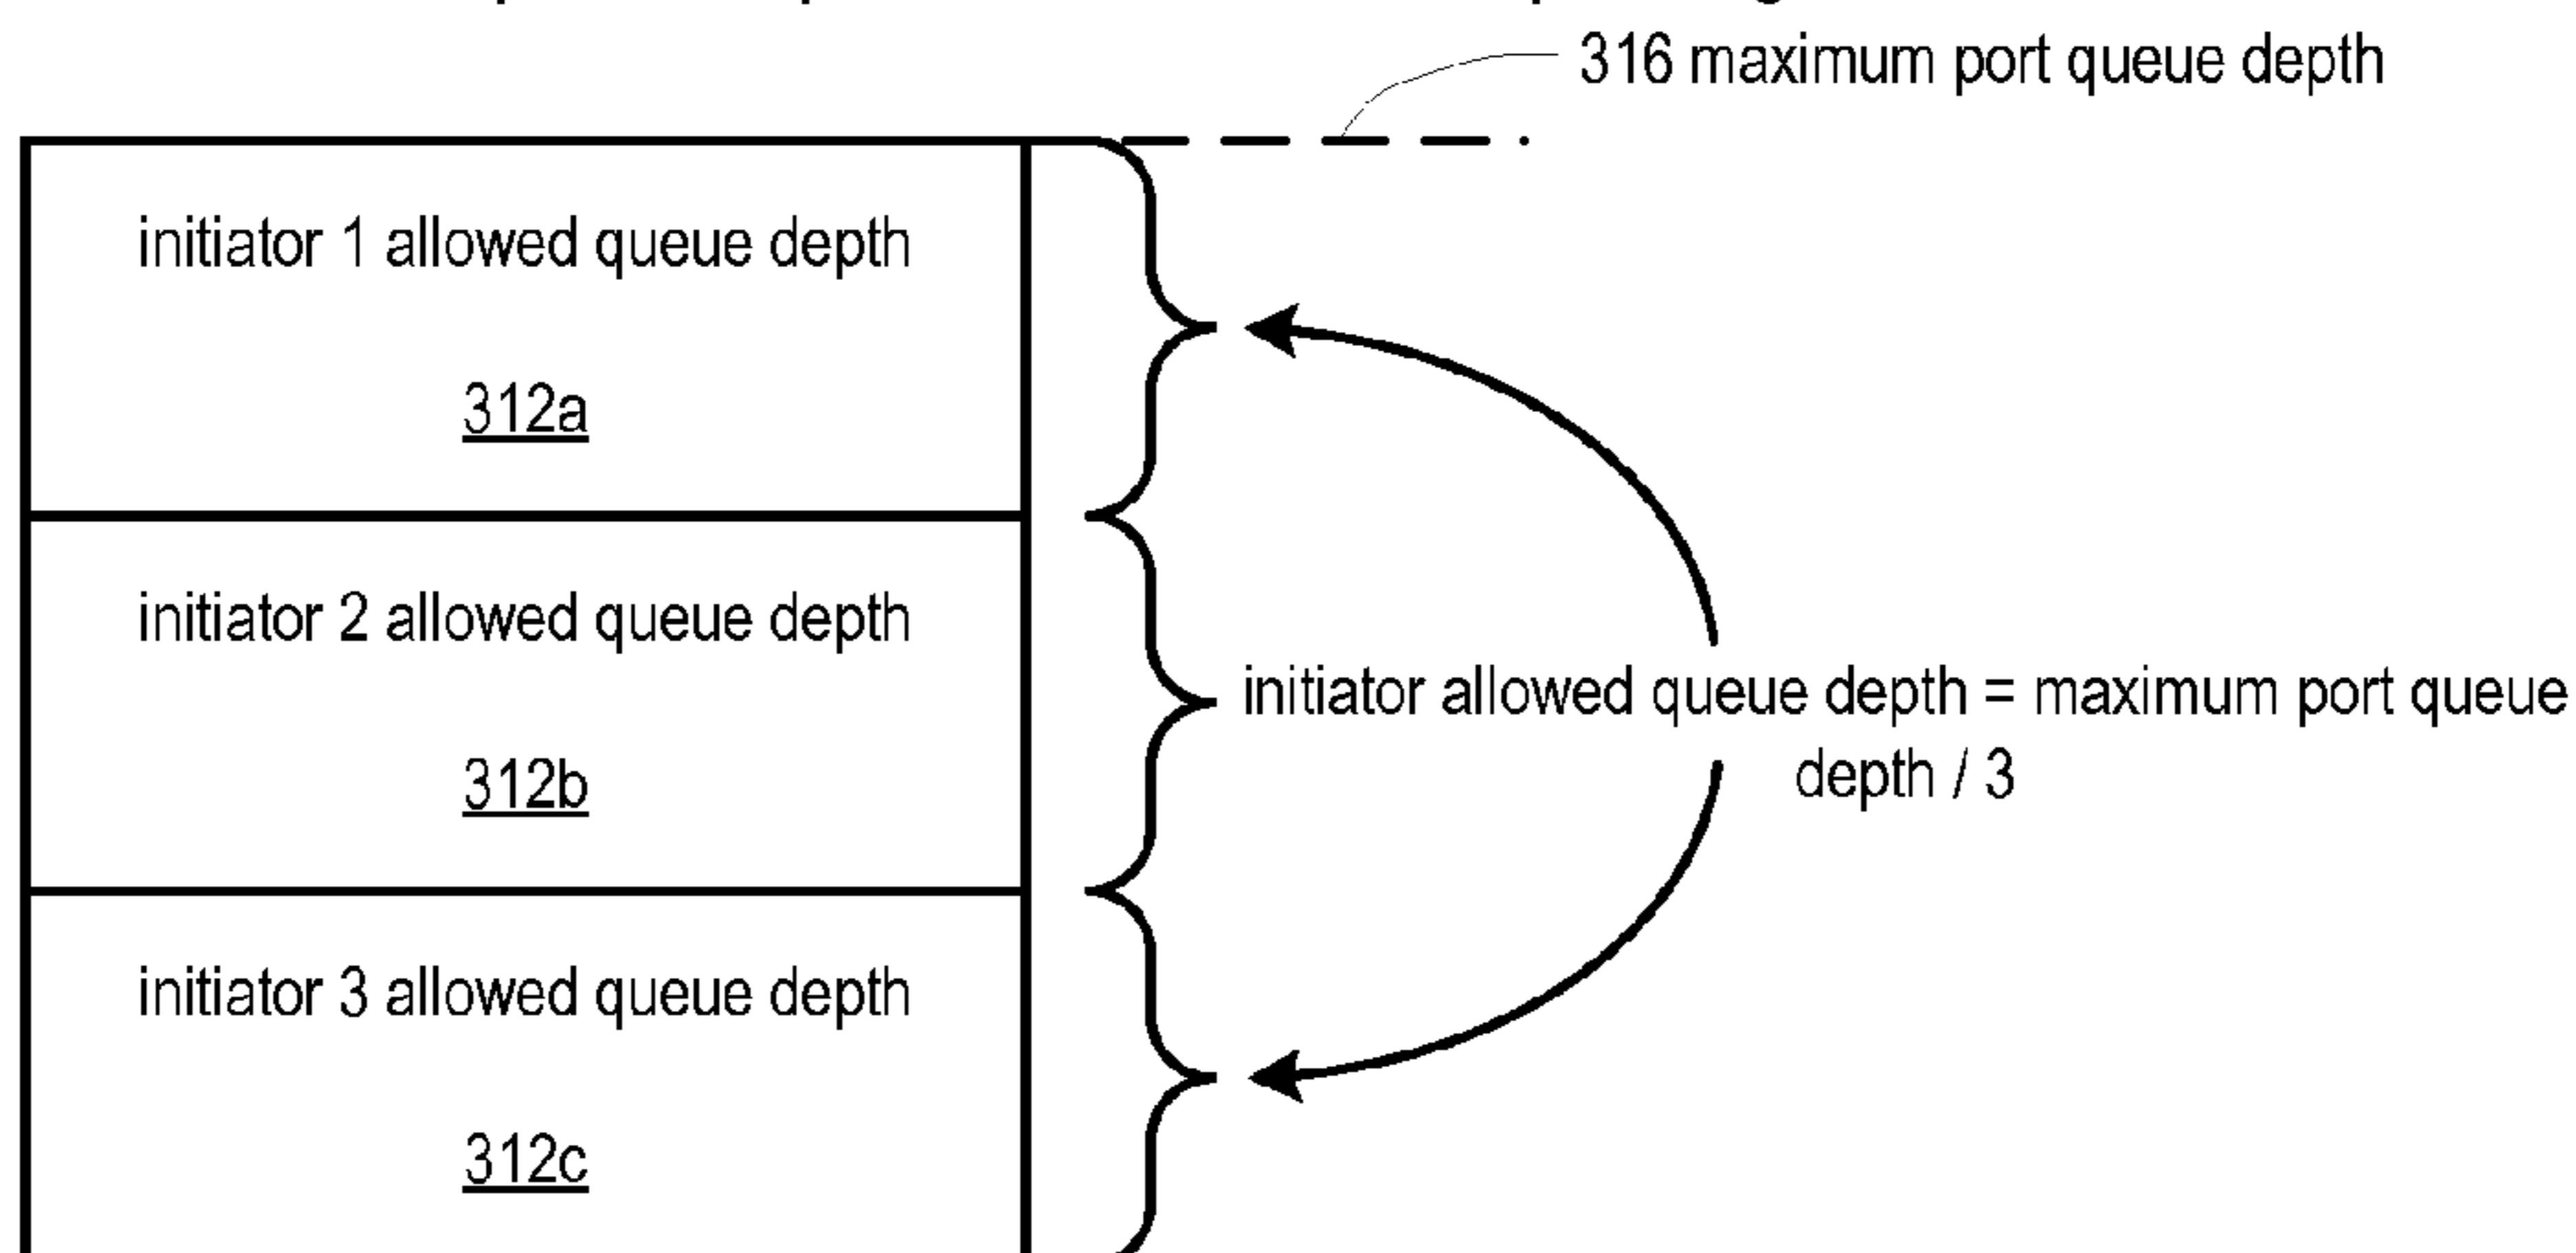 316 maximum port queue depth
initiator 1 allowed queue depth
312a
initiator 2 allowed queue depth
312b
initiator allowed queue depth = maximum port queue
depth / 3
initiator 3 allowed queue depth
312c